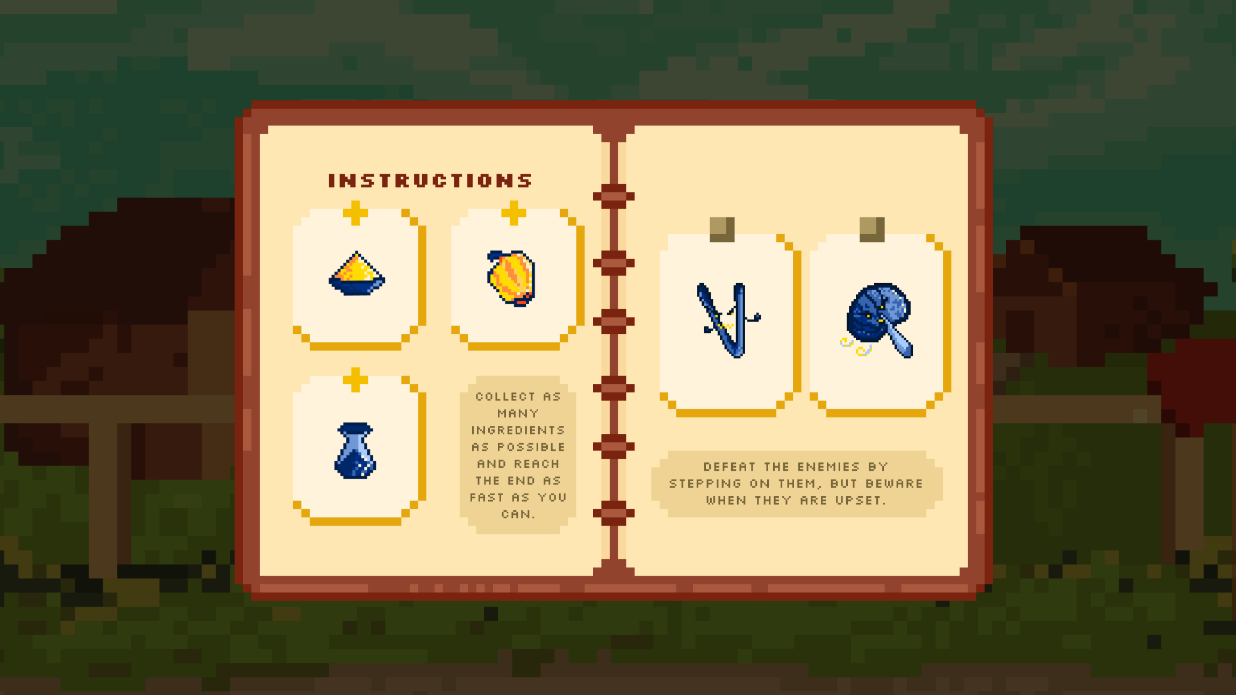 INSTRUCTIONS
COLLECT AS
MANY
INGREDIENTS
AS POSSIBLE
AND REACH
THE END AS
FAST AS YOU
CAN.
DEFEAT THE ENEMIES BY
STEPPING ON THEM, BUT BEWARE
WHEN THEY ARE UPSET.